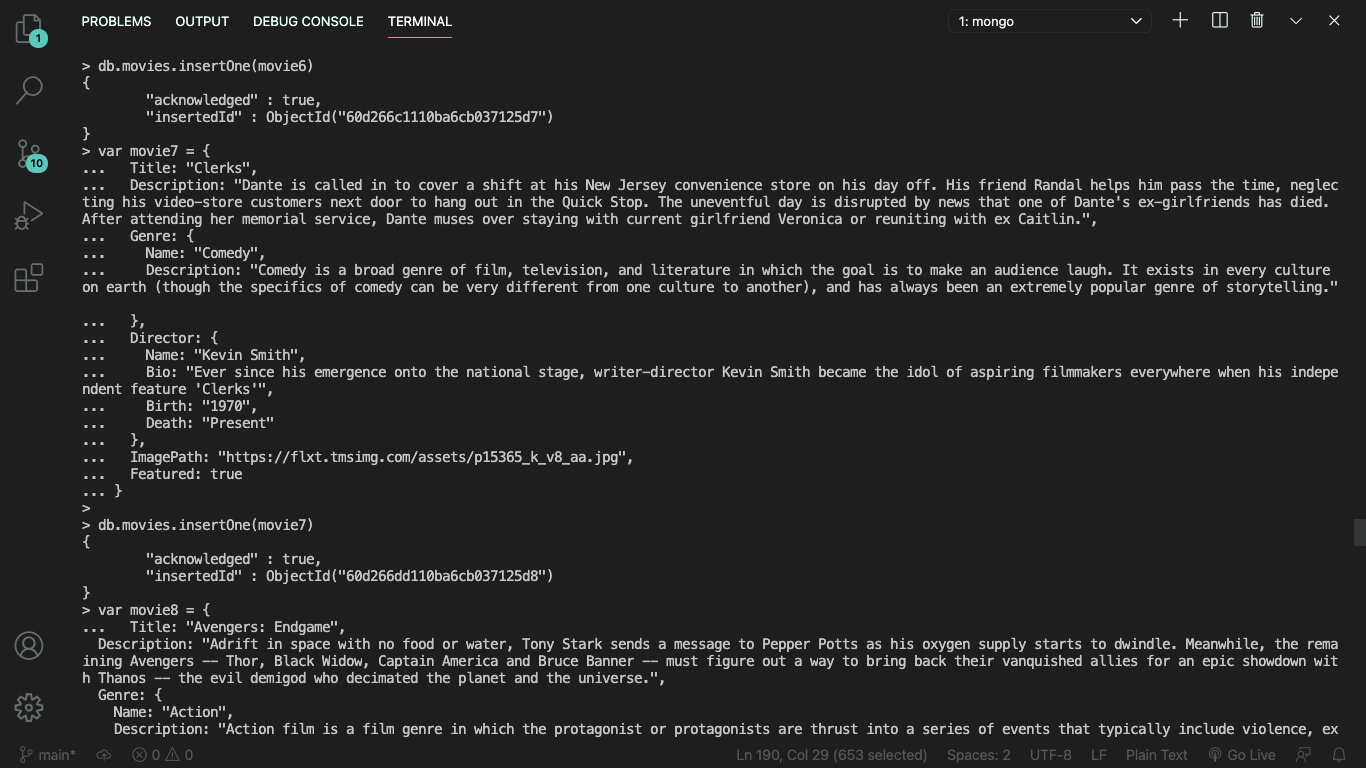 PROBLEMS OUTPUT DEBUG CONSOLE TERMINAL 1: mongo
1
10
> db.movies.insertOne(movie6)
{
        "acknowledged" : true,
        "insertedId" : ObjectId("60d266c1110ba6cb037125d7")
}
> var movie7 = {
...   Title: "Clerks",
...   Description: "Dante is called in to cover a shift at his New Jersey convenience store on his day off. His friend Randal helps him pass the time, neglec
ting his video-store customers next door to hang out in the Quick Stop. The uneventful day is disrupted by news that one of Dante's ex-girlfriends has died.
After attending her memorial service, Dante muses over staying with current girlfriend Veronica or reuniting with ex Caitlin.",
...   Genre: {
...     Name: "Comedy",
...     Description: "Comedy is a broad genre of film, television, and literature in which the goal is to make an audience laugh. It exists in every culture
on earth (though the specifics of comedy can be very different from one culture to another), and has always been an extremely popular genre of storytelling."
...   },
...   Director: {
...     Name: "Kevin Smith",
...     Bio: "Ever since his emergence onto the national stage, writer-director Kevin Smith became the idol of aspiring filmmakers everywhere when his indepe
ndent feature 'Clerks'",
...     Birth: "1970",
...     Death: "Present"
...   },
...   ImagePath: "https://flxt.tmsimg.com/assets/p15365_k_v8_aa.jpg",
...   Featured: true
... }
>
> db.movies.insertOne(movie7)
{
        "acknowledged" : true,
        "insertedId" : ObjectId("60d266dd110ba6cb037125d8")
}
> var movie8 = {
...   Title: "Avengers: Endgame",
  Description: "Adrift in space with no food or water, Tony Stark sends a message to Pepper Potts as his oxygen supply starts to dwindle. Meanwhile, the rema
ining Avengers -- Thor, Black Widow, Captain America and Bruce Banner -- must figure out a way to bring back their vanquished allies for an epic showdown wit
h Thanos -- the evil demigod who decimated the planet and the universe.",
  Genre: {
    Name: "Action",
    Description: "Action film is a film genre in which the protagonist or protagonists are thrust into a series of events that typically include violence, ex
main* 0 0 Ln 190, Col 29 (653 selected) Spaces: 2 UTF-8 LF Plain Text Go Live